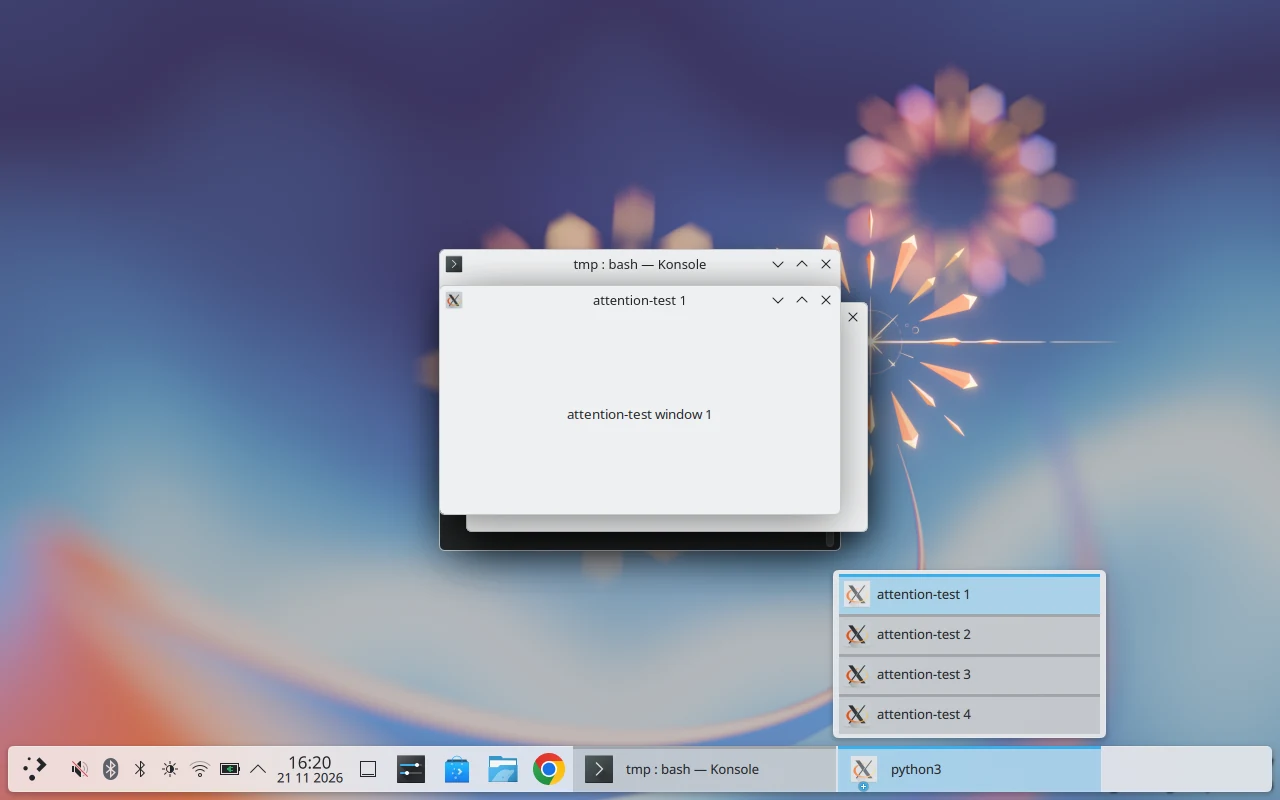 tmp : bash — Konsole
attention-test 1
attention-test window 1
attention-test 1
attention-test 2
attention-test 3
attention-test 4
16:20
21 11 2026
tmp : bash — Konsole
python3